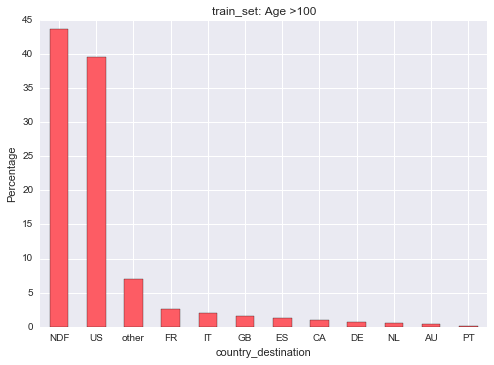 train_set: Age >100
Percentage
45
40
35
30
25
20
15
10
5
0
NDF US other FR IT GB ES CA DE NL AU PT
country_destination